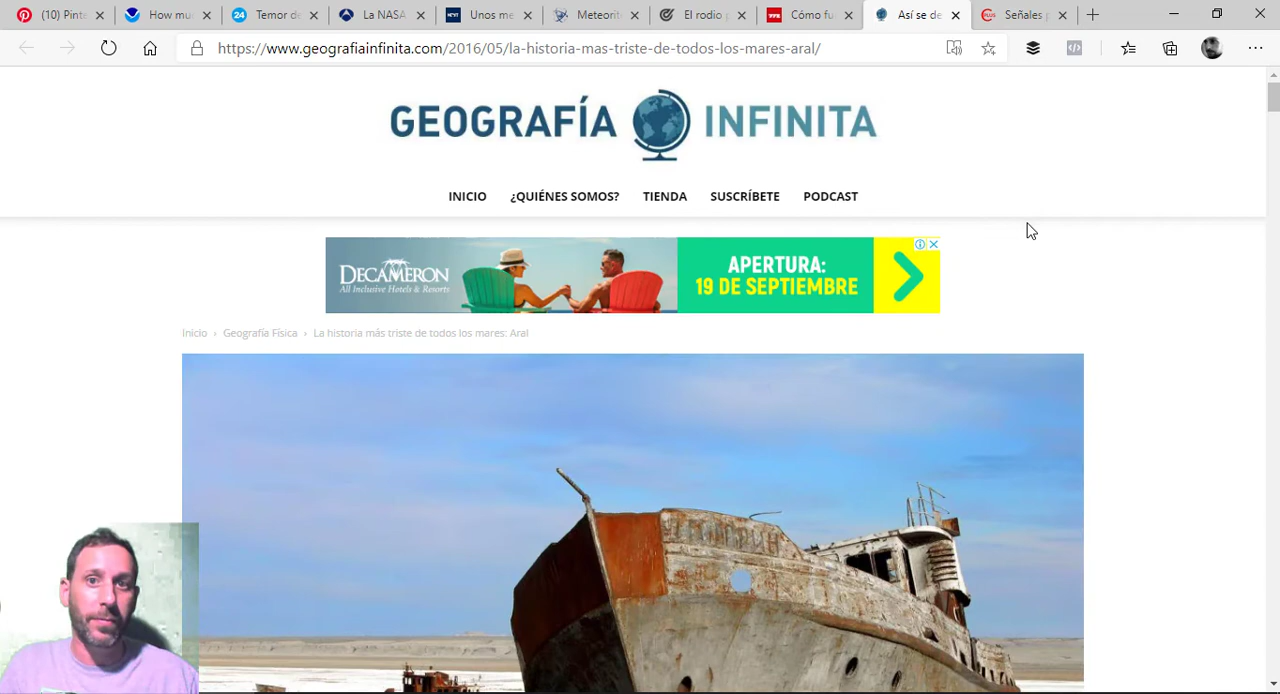 (10) Pinte
How mu
24 Temor de
La NASA
Unos me
Meteorit
El rodio p
Cómo fu
Así se de
Señales p
https://www.geografiainfinita.com/2016/05/la-historia-mas-triste-de-todos-los-mares-aral/
GEOGRAFÍA INFINITA
INICIO ¿QUIÉNES SOMOS? TIENDA SUSCRÍBETE PODCAST
DECAMERON
All Inclusive Hotels & Resorts
APERTURA:
19 DE SEPTIEMBRE
Inicio › Geografía Física › La historia más triste de todos los mares: Aral